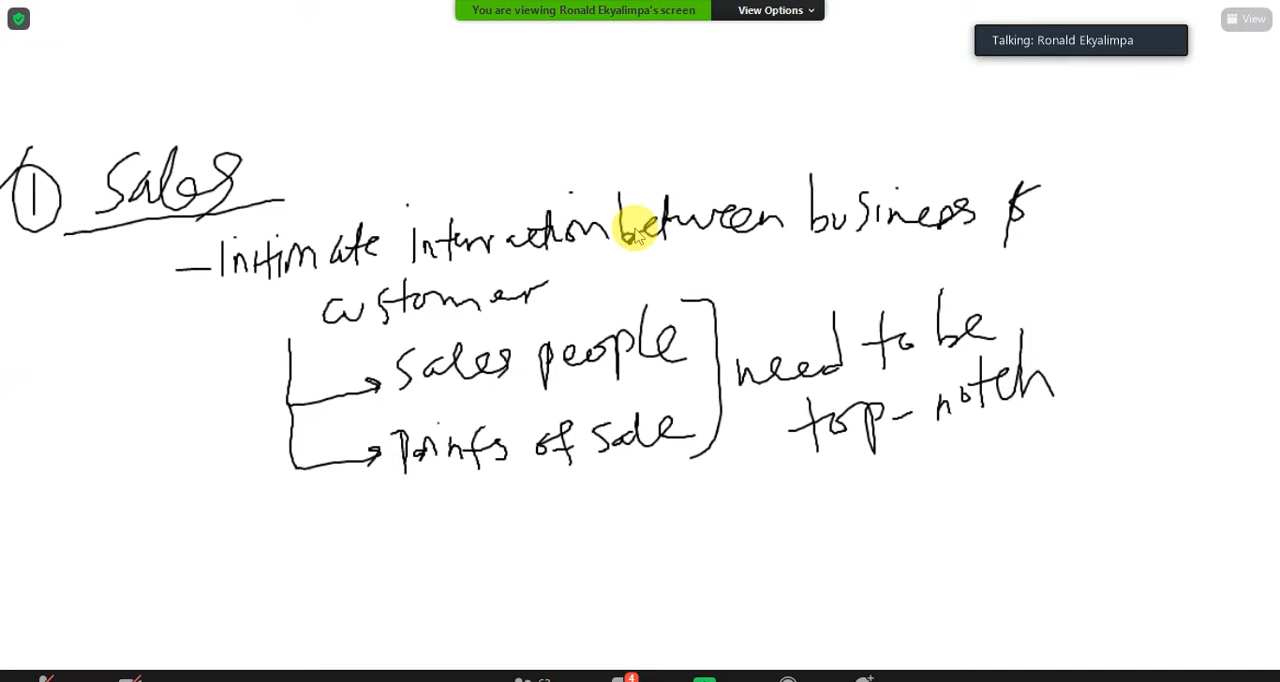 You are viewing Ronald Ekyalimpa's screen
View Options
View
Talking: Ronald Ekyalimpa
① Sales
- Intimate interaction between business &
customer
→ Sales people
→ Points of Sale
need to be
top-notch
4